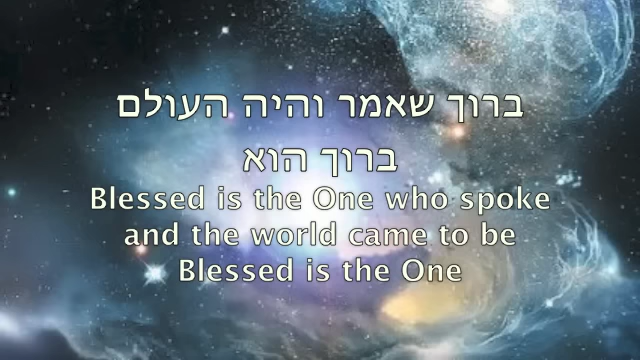 ברוך שאמר והיה העולם
ברוך הוא
Blessed is the One who spoke
and the world came to be
Blessed is the One